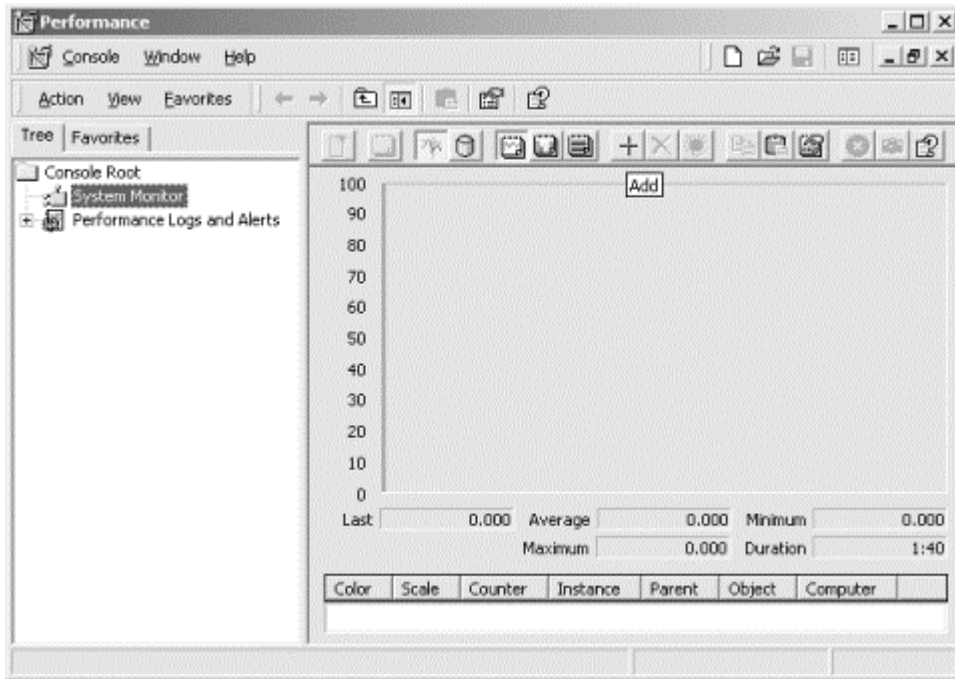 Performance
Console Window Help
Action View Favorites
Tree Favorites
Console Root
System Monitor
Performance Logs and Alerts
Add
100
90
80
70
60
50
40
30
20
10
0
Last 0.000 Average 0.000 Minimum 0.000
Maximum 0.000 Duration 1:40
Color Scale Counter Instance Parent Object Computer